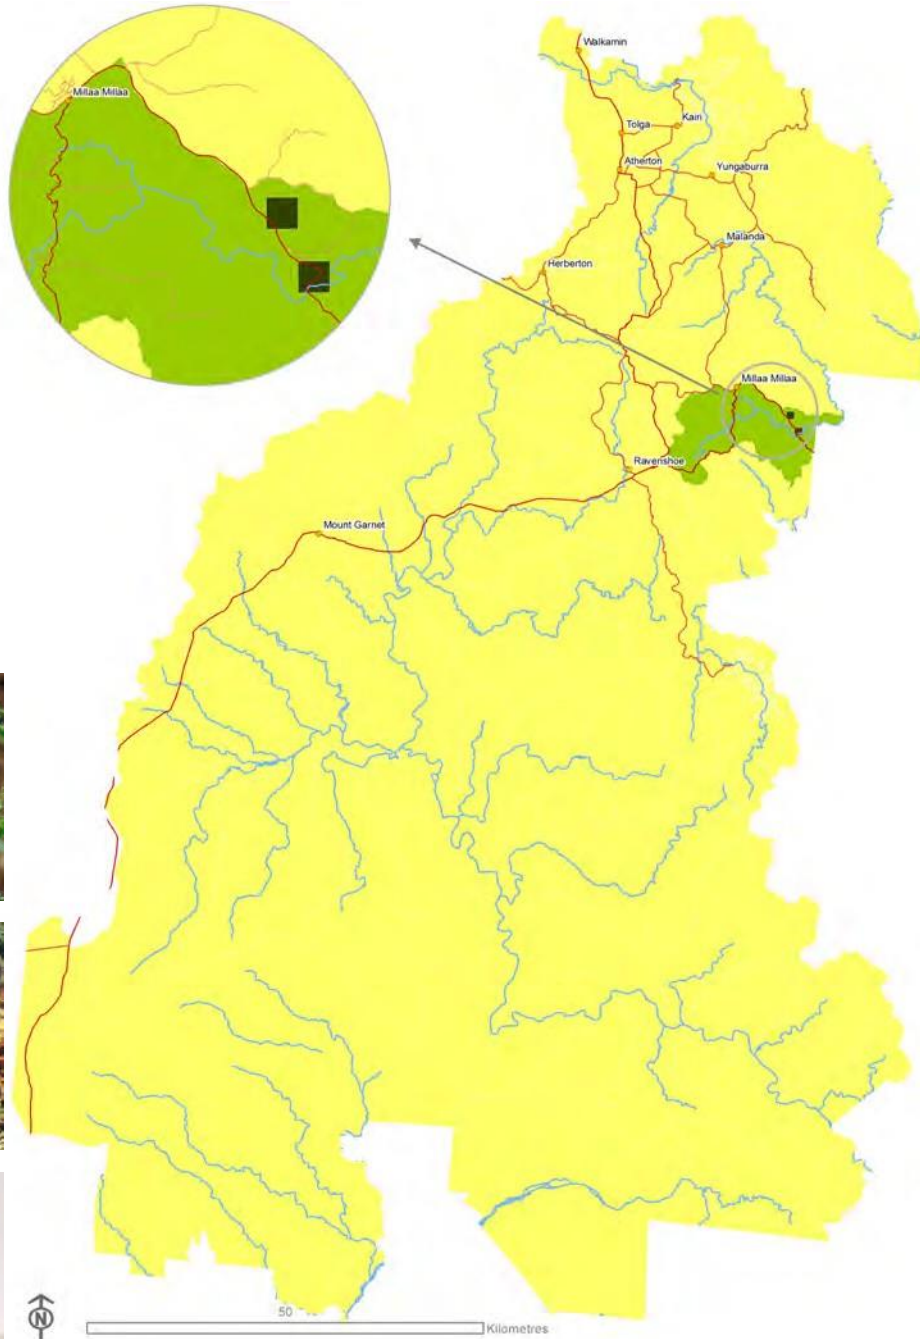 Millaa Millaa
Walkamin
Tolga
Kairi
Atherton
Yungaburra
Malanda
Herberton
Millaa Millaa
Ravenshoe
Mount Garnet
N
50
Kilometres